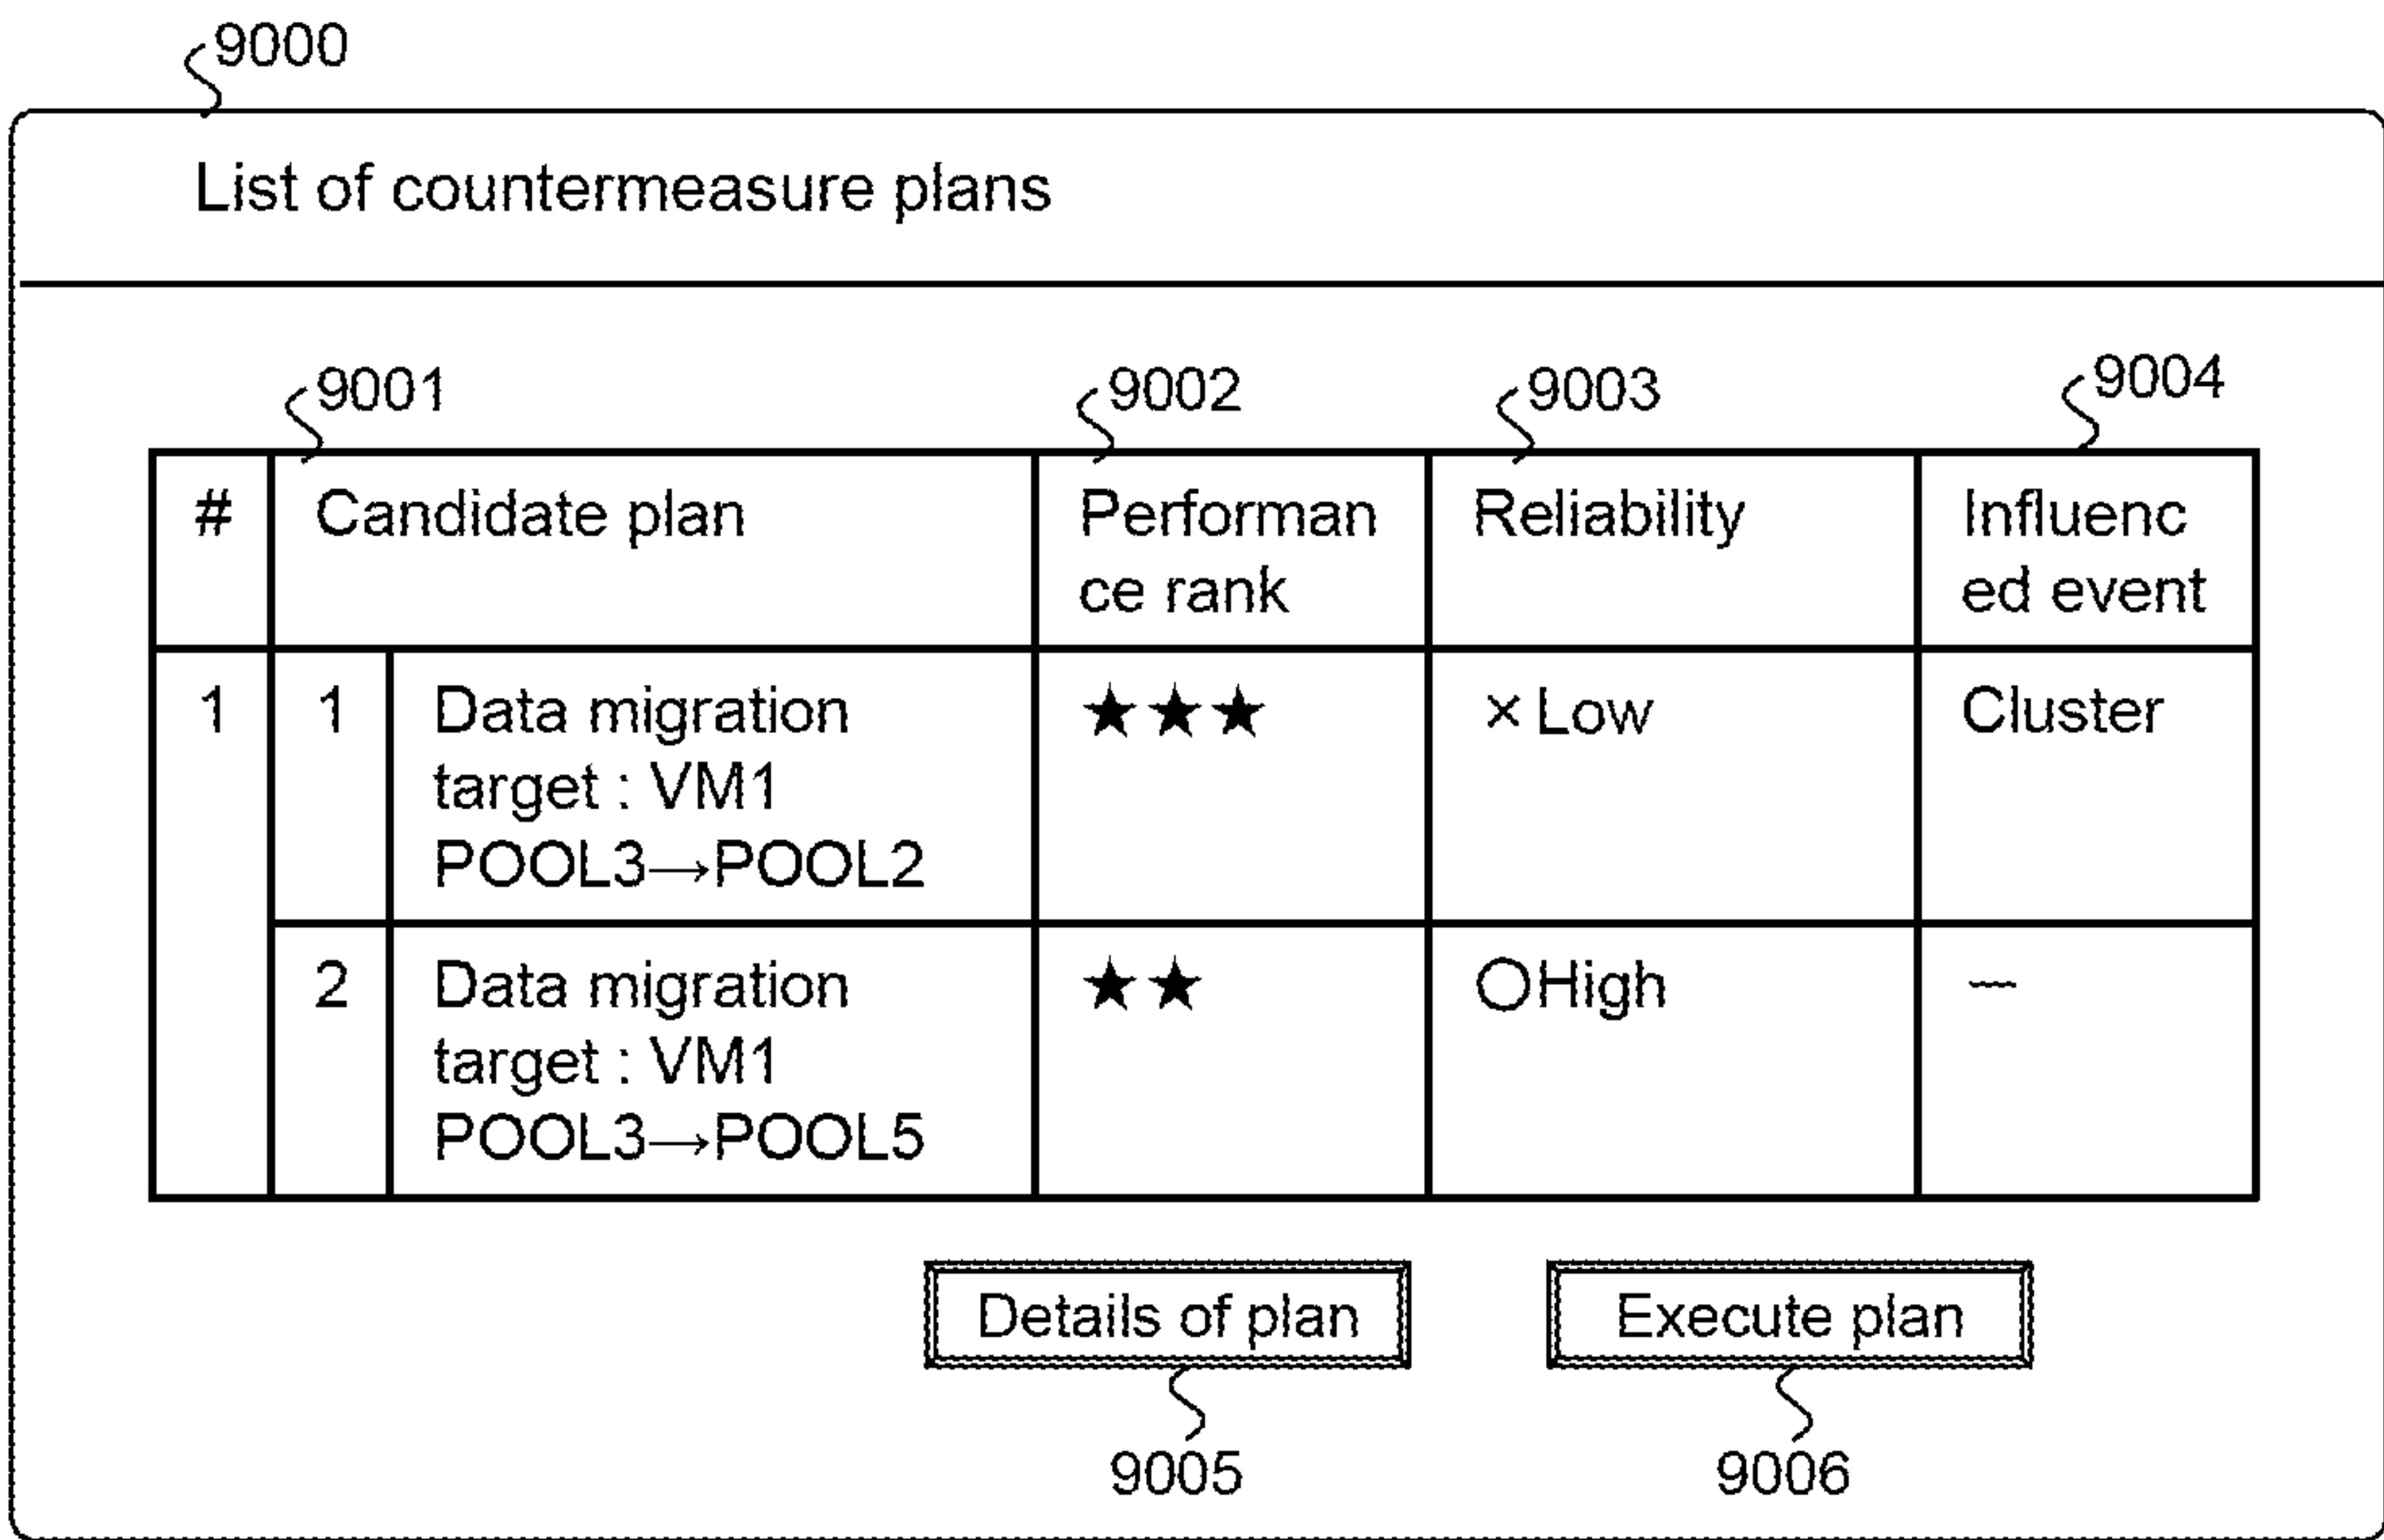 9000
List of countermeasure plans
9001
9002
9003
9004
# Candidate plan Performan Reliability Influenc
ce rank ed event
1 1 Data migration ★★★ ×Low Cluster
target : VM1
POOL3→POOL2
2 Data migration ★★ ○High —
target : VM1
POOL3→POOL5
Details of plan Execute plan
9005 9006